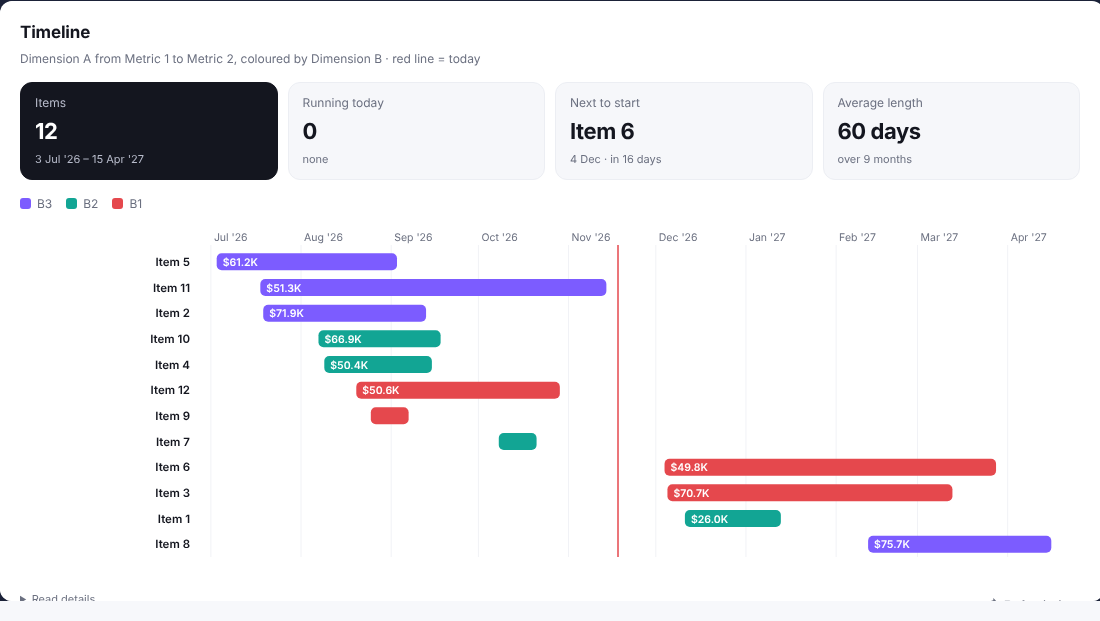 Timeline
Dimension A from Metric 1 to Metric 2, coloured by Dimension B · red line = today
Items
12
3 Jul '26 – 15 Apr '27
Running today
0
none
Next to start
Item 6
4 Dec · in 16 days
Average length
60 days
over 9 months
B3 B2 B1
Jul '26 Aug '26 Sep '26 Oct '26 Nov '26 Dec '26 Jan '27 Feb '27 Mar '27 Apr '27
Item 5 $61.2K
Item 11 $51.3K
Item 2 $71.9K
Item 10 $66.9K
Item 4 $50.4K
Item 12 $50.6K
Item 9
Item 7
Item 6 $49.8K
Item 3 $70.7K
Item 1 $26.0K
Item 8 $75.7K
Read details